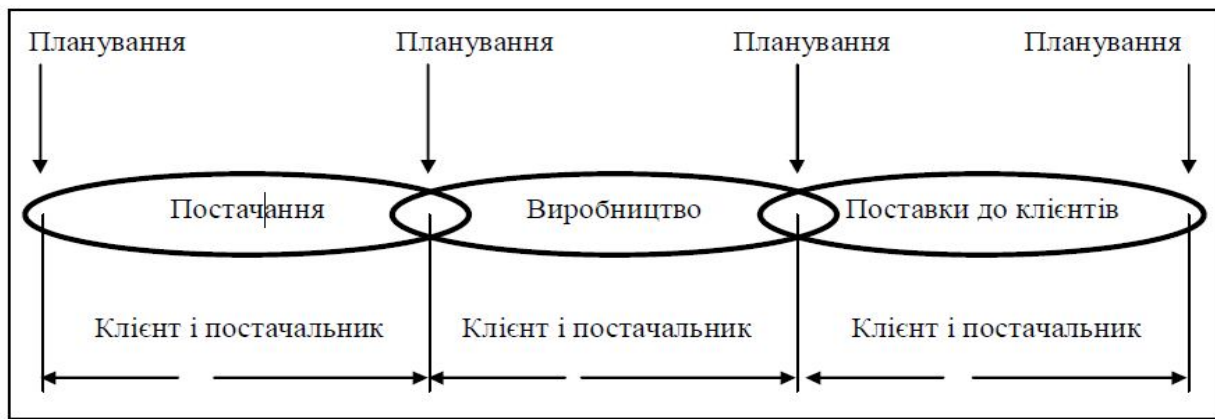 Планування Планування Планування Планування
Постачання Виробництво Поставки до клієнтів
Клієнт і постачальник Клієнт і постачальник Клієнт і постачальник